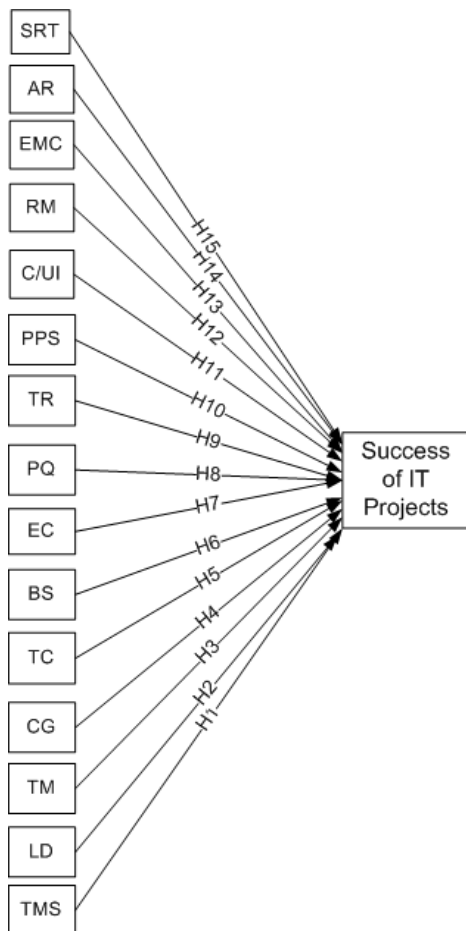 SRT
AR
EMC
RM
C/UI
PPS
TR
PQ
EC
BS
TC
CG
TM
LD
TMS
H15
H14
H13
H12
H11
H10
H9
H8
H7
H6
H5
H4
H3
H2
H1
Success
of IT
Projects